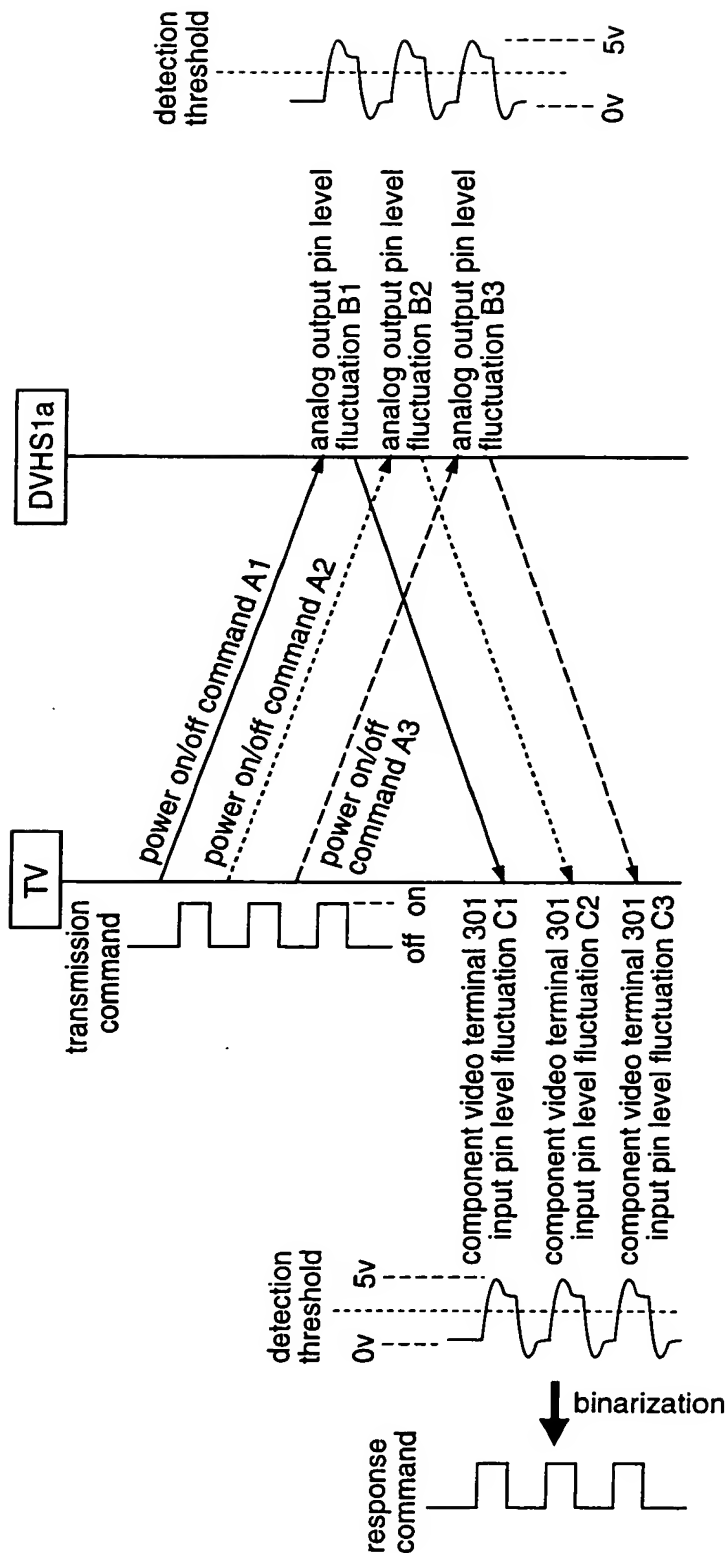 TV
DVHS1a
transmission
command
off
on
power on/off command A1
power on/off command A2
power on/off
command A3
analog output pin level
fluctuation B1
analog output pin level
fluctuation B2
analog output pin level
fluctuation B3
detection
threshold
0v
5v
component video terminal 301
input pin level fluctuation C1
component video terminal 301
input pin level fluctuation C2
component video terminal 301
input pin level fluctuation C3
detection
threshold
0v
5v
binarization
response
command